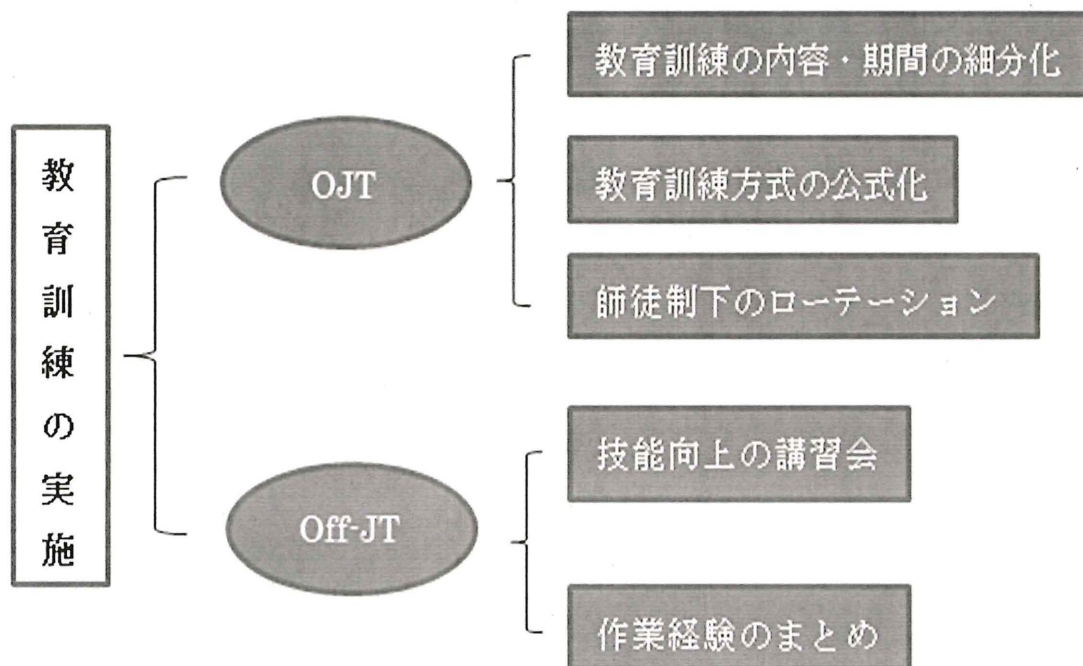 教育訓練の実施
OJT
教育訓練の内容・期間の細分化
教育訓練方式の公式化
師徒制下のローテーション
Off-JT
技能向上の講習会
作業経験のまとめ